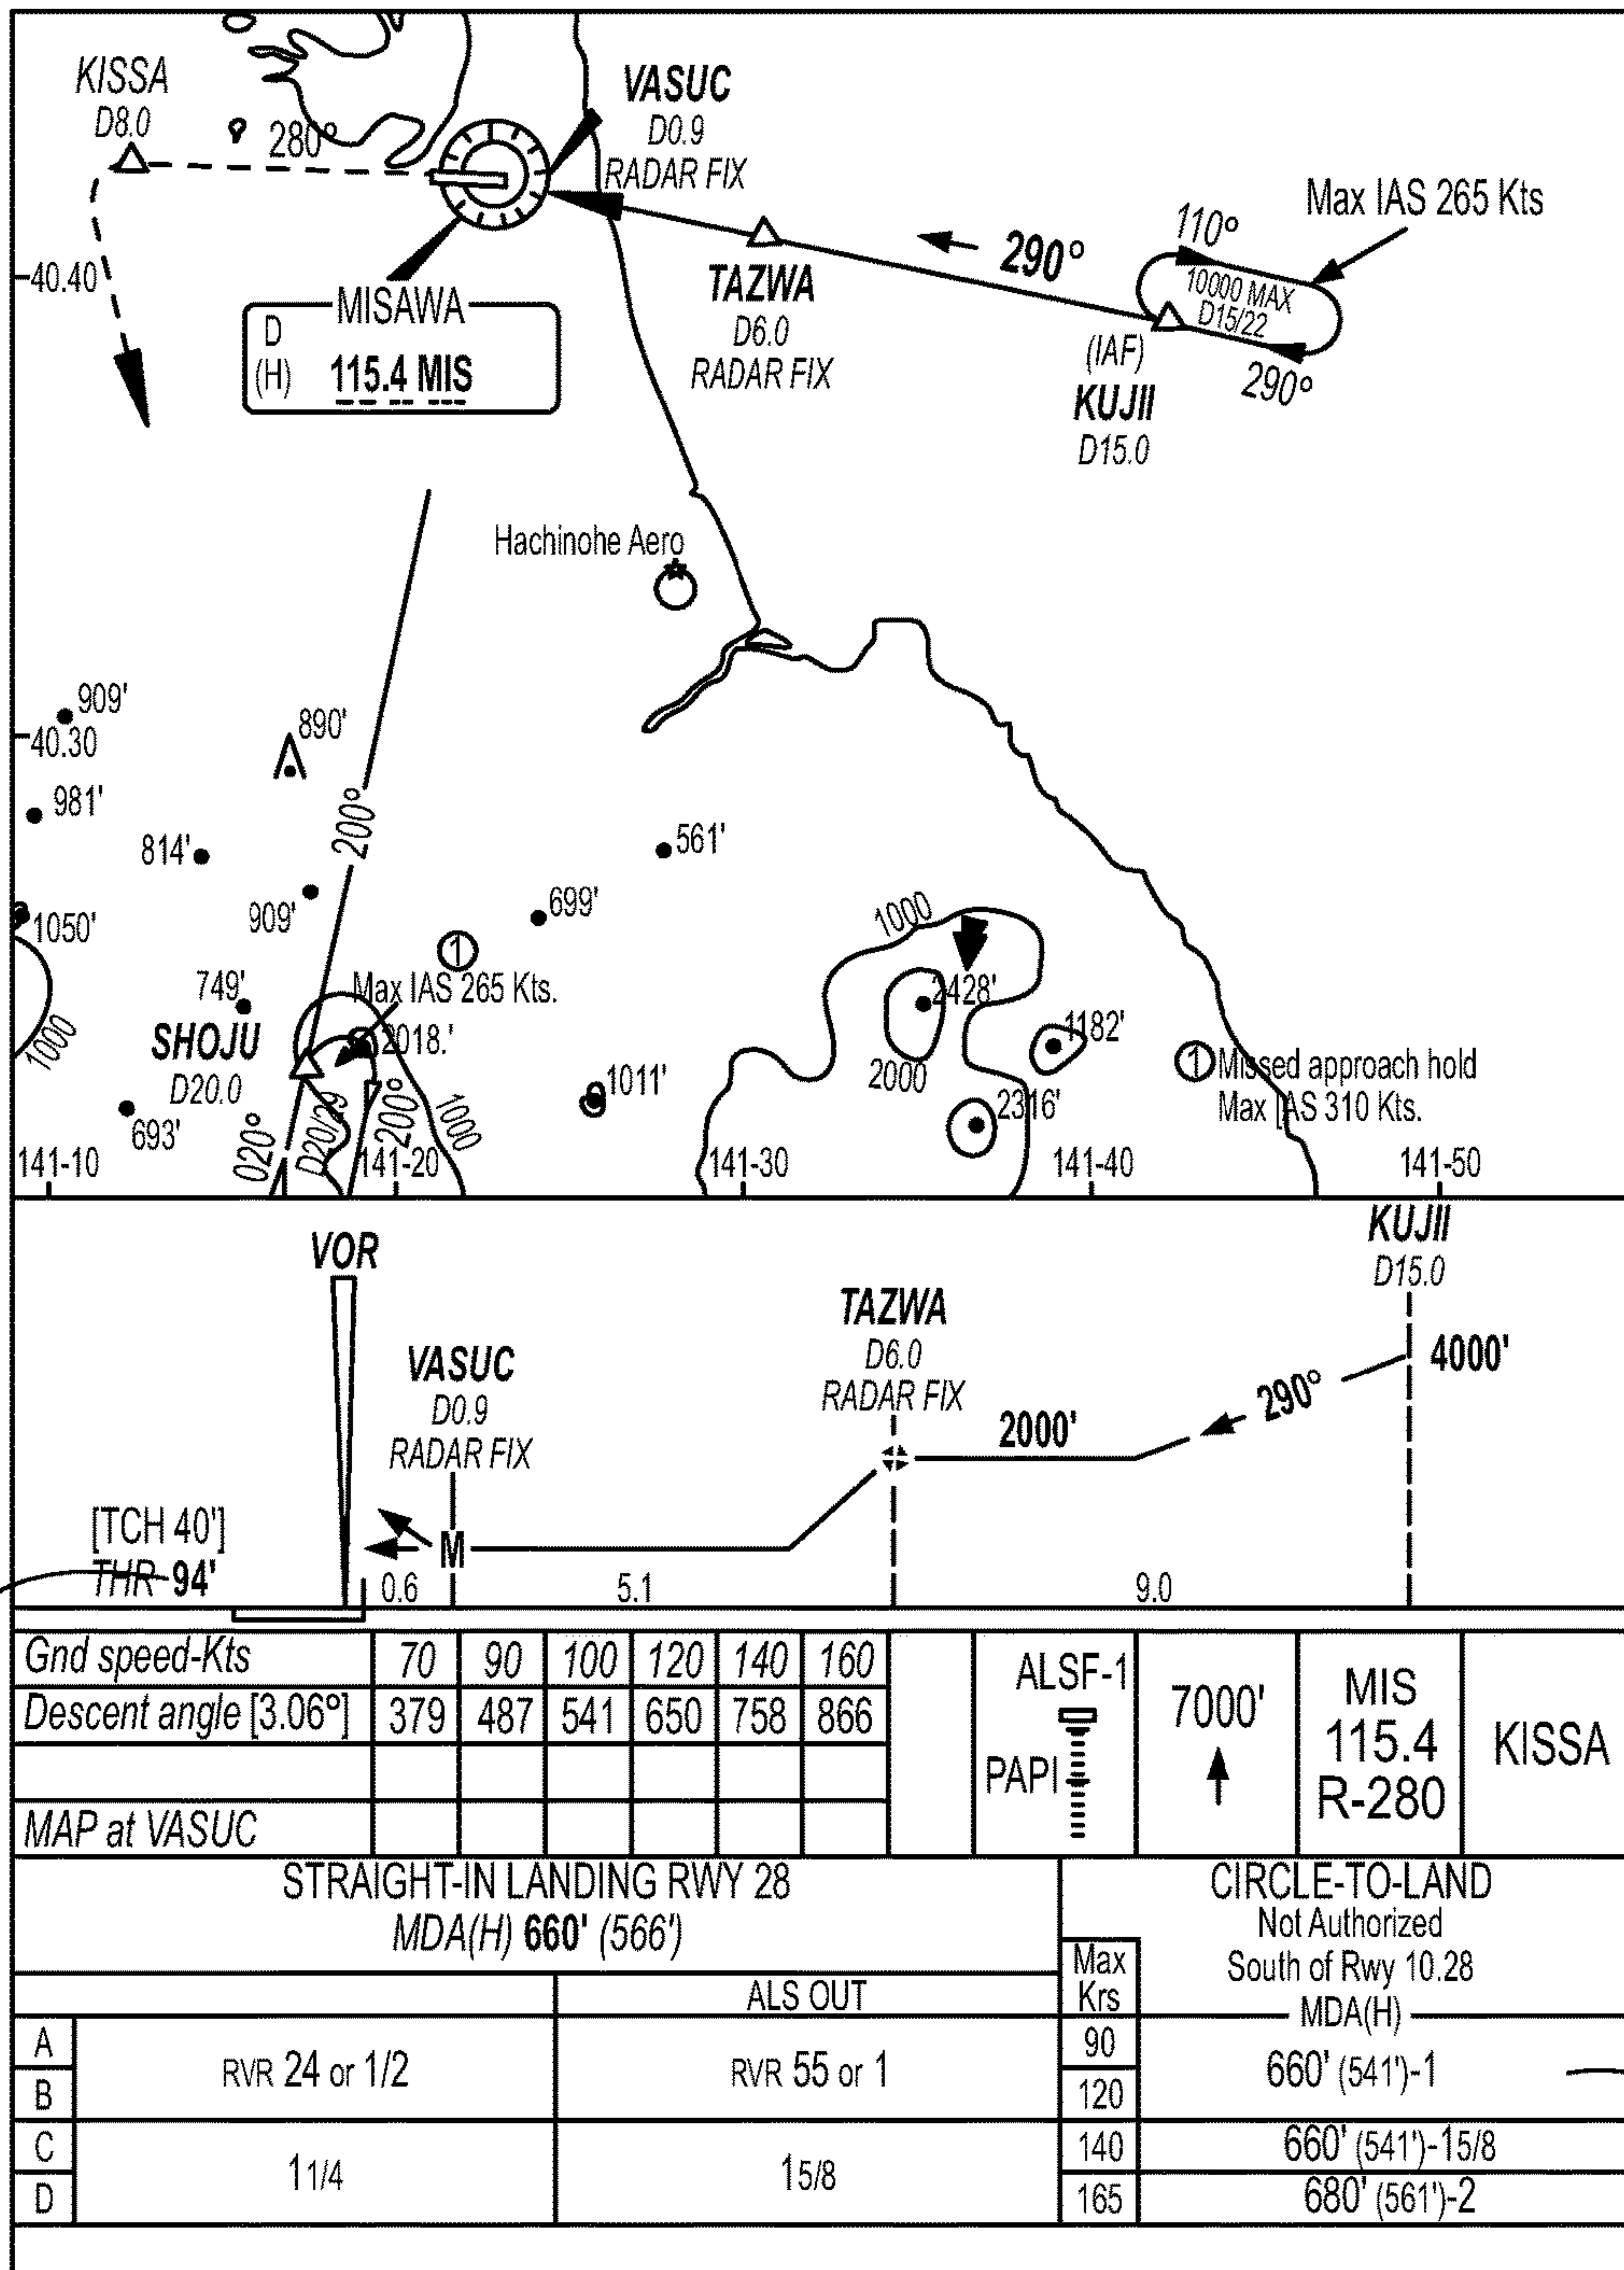 KISSA
D8.0
280°
VASUC
D0.9
RADAR FIX
Max IAS 265 Kts
110°
290°
10000 MAX
D15/22
40.40
MISAWA
D
(H) 115.4 MIS
TAZWA
D6.0
RADAR FIX
(IAF)
KUJII
D15.0
290°
Hachinohe Aero
909'
40.30
890'
981'
814'
200°
561'
909'
699'
1050'
1000
1
749'
Max IAS 265 Kts.
2428'
1000
SHOJU
D20.0
2018.'
1182'
1 Missed approach hold
Max [AS 310 Kts.
2000
1011'
2316'
693'
020°
D20/29
200°
1000
141-10
141-20
141-30
141-40
141-50
KUJII
D15.0
VOR
TAZWA
D6.0
RADAR FIX
4000'
VASUC
D0.9
RADAR FIX
290°
2000'
[TCH 40']
THR 94'
M
0.6 5.1 9.0
Gnd speed-Kts 70 90 100 120 140 160
Descent angle [3.06°] 379 487 541 650 758 866
MAP at VASUC
ALSF-1
PAPI
7000'
MIS
115.4
R-280
KISSA
STRAIGHT-IN LANDING RWY 28
MDA(H) 660' (566')
CIRCLE-TO-LAND
Not Authorized
South of Rwy 10.28
Max
Krs
MDA(H)
ALS OUT
A
B
RVR 24 or 1/2
RVR 55 or 1
90
120
660' (541')-1
C
D
11/4
15/8
140 660' (541')-15/8
165 680' (561')-2